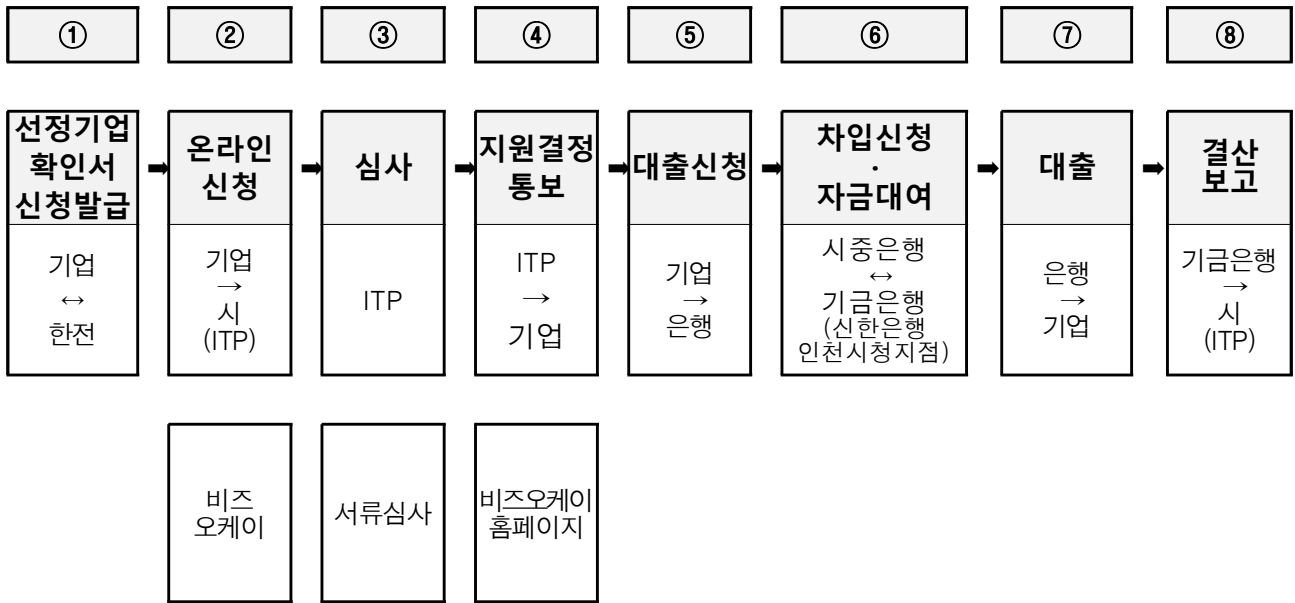 ① ② ③ ④ ⑤ ⑥ ⑦ ⑧
선정기업
확인서
신청발급
➡
온라인
신청
➡
심사
➡
지원결정
통보
➡
대출신청
➡
차입신청
·
자금대여
➡
대출
➡
결산
보고
기업
↔
한전
기업
→
시
(ITP)
ITP
ITP
→
기업
기업
→
은행
시중은행
↔
기금은행
(신한은행
인천시청지점)
은행
→
기업
기금은행
→
시
(ITP)
비즈
오케이
서류심사
비즈오케이
홈페이지